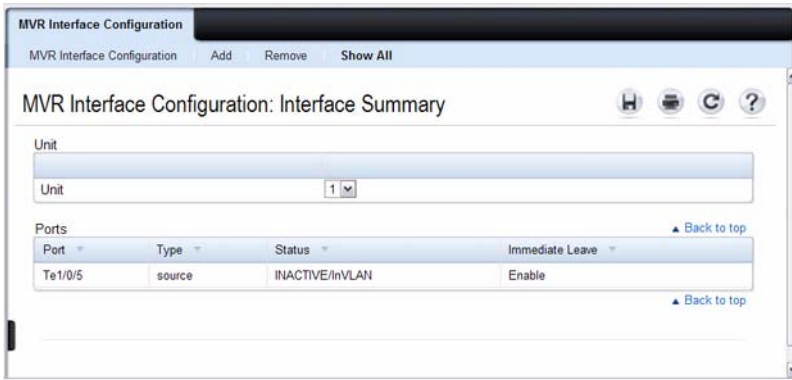 MVR Interface Configuration
MVR Interface Configuration Add Remove Show All
MVR Interface Configuration: Interface Summary
Unit
Unit 1
Ports
Back to top
Port Type Status Immediate Leave
Te1/0/5 source INACTIVE/InVLAN Enable
Back to top